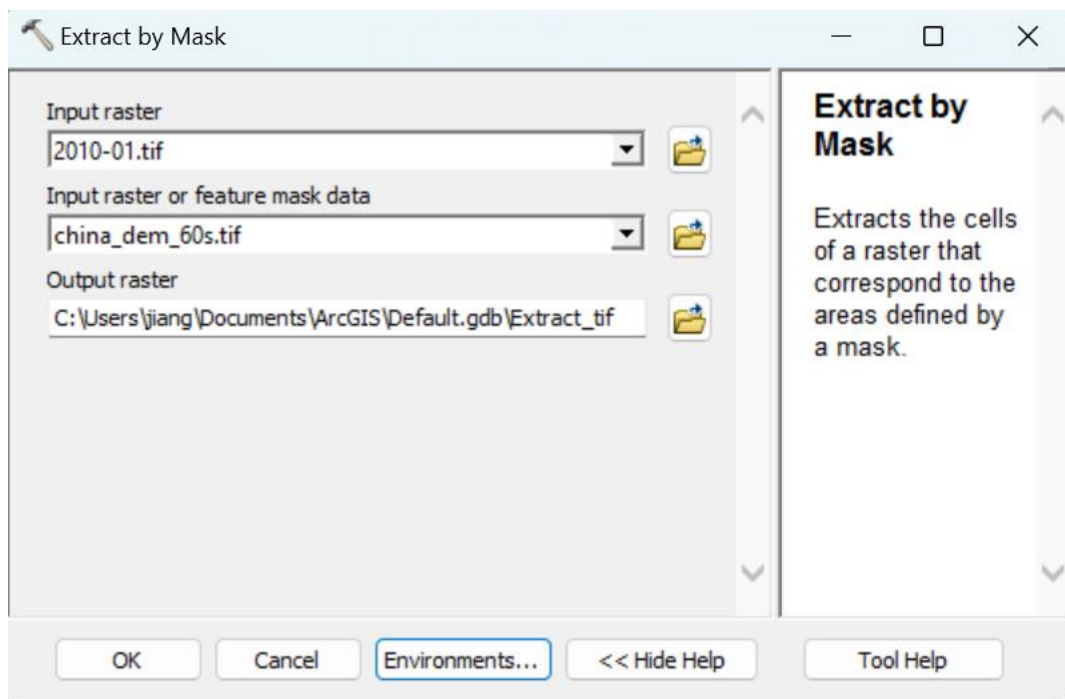 Extract by Mask
Input raster
2010-01.tif
Input raster or feature mask data
china_dem_60s.tif
Output raster
C:\Users\jiang\Documents\ArcGIS\Default.gdb\Extract_tif
Extract by
Mask
Extracts the cells
of a raster that
correspond to the
areas defined by
a mask.
OK
Cancel
Environments...
<< Hide Help
Tool Help